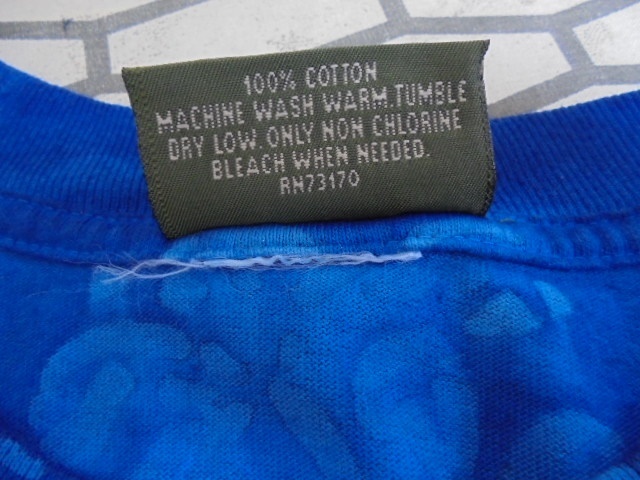 100% COTTON
MACHINE WASH WARM.TUMBLE
DRY LOW. ONLY NON CHLORINE
BLEACH WHEN NEEDED.
RN73170